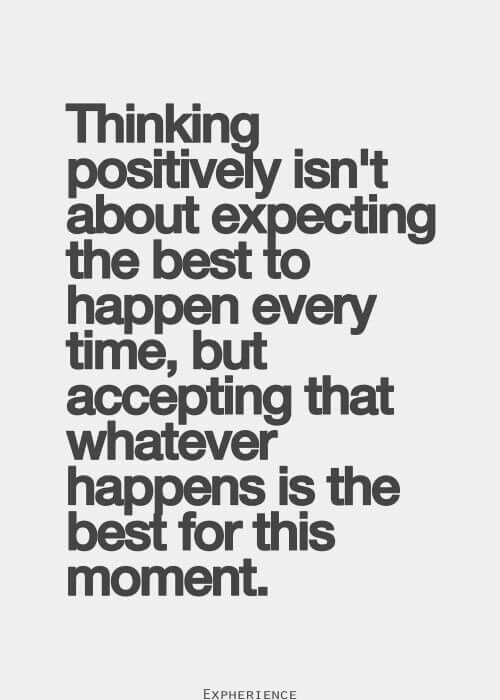 Thinking
positively isn't
about expecting
the best to
happen every
time, but
accepting that
whatever
happens is the
best for this
moment.
Expherience